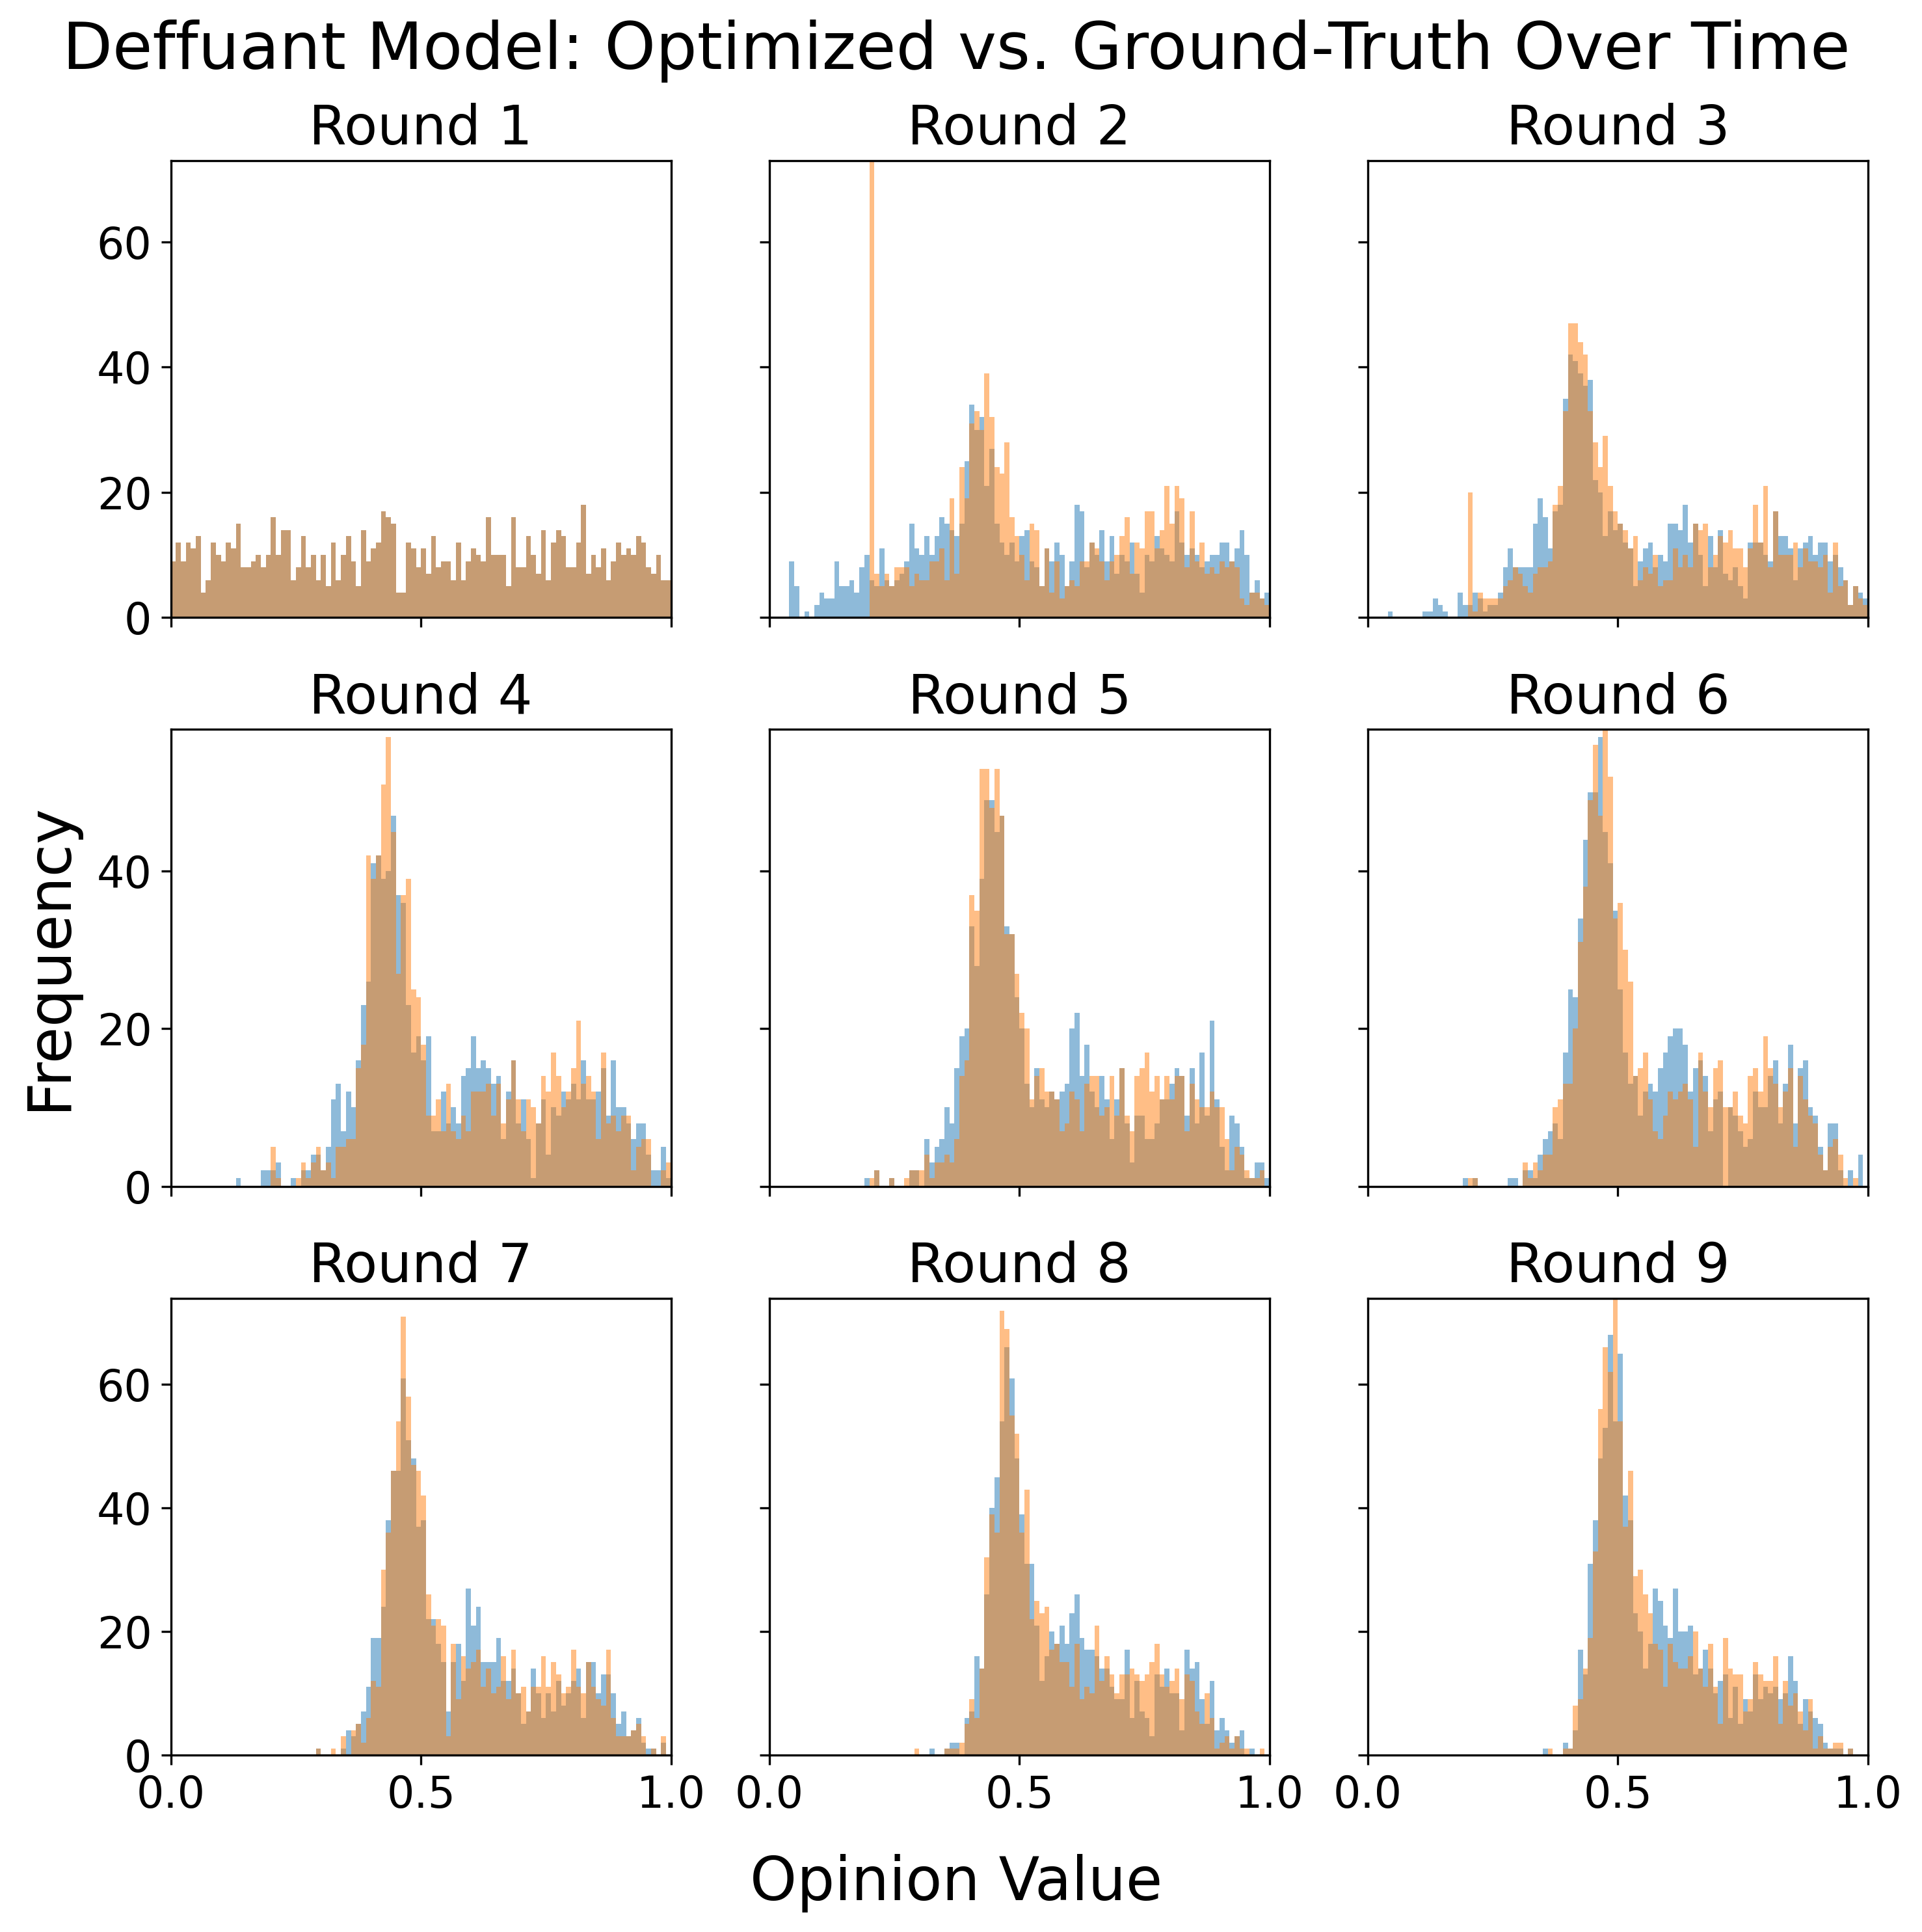 Deffuant Model: Optimized vs. Ground-Truth Over Time
Round 1
Round 2
Round 3
60
40
20
0
Round 4
Round 5
Round 6
40
20
0
Frequency
Round 7
Round 8
Round 9
60
40
20
0
0.0 0.5 1.0 0.0 0.5 1.0 0.0 0.5 1.0
Opinion Value